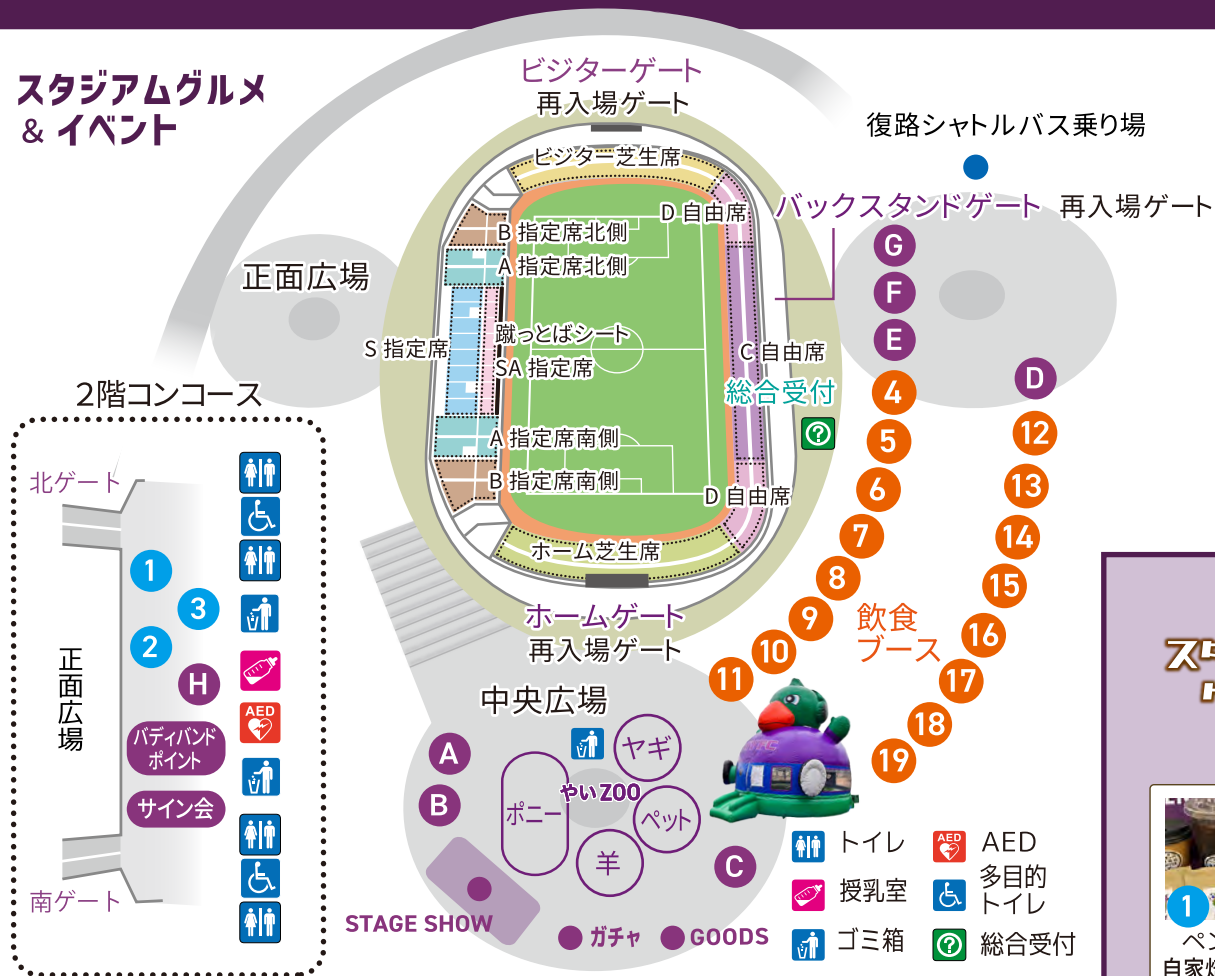 スタジアムグルメ
& イベント
ビジターゲート
再入場ゲート
復路シャトルバス乗り場
バックスタンドゲート 再入場ゲート
ビジター芝生席
D 自由席
B 指定席北側
A 指定席北側
正面広場
S 指定席
蹴っとばシート
SA 指定席
C 自由席
総合受付
A 指定席南側
B 指定席南側
D 自由席
ホーム芝生席
ホームゲート
再入場ゲート
G
F
E
4
5
6
7
8
9
10
11
D
12
13
14
15
16
17
18
19
飲食
ブース
2階コンコース
北ゲート
1
3
2
H
正面広場
バディバンド
ポイント
サイン会
南ゲート
AED
中央広場
A
B
ヤギ
やいZOO
ポニー
ペット
羊
C
STAGE SHOW
ガチャ
GOODS
トイレ
AED
AED
授乳室
多目的
トイレ
ゴミ箱
総合受付
1